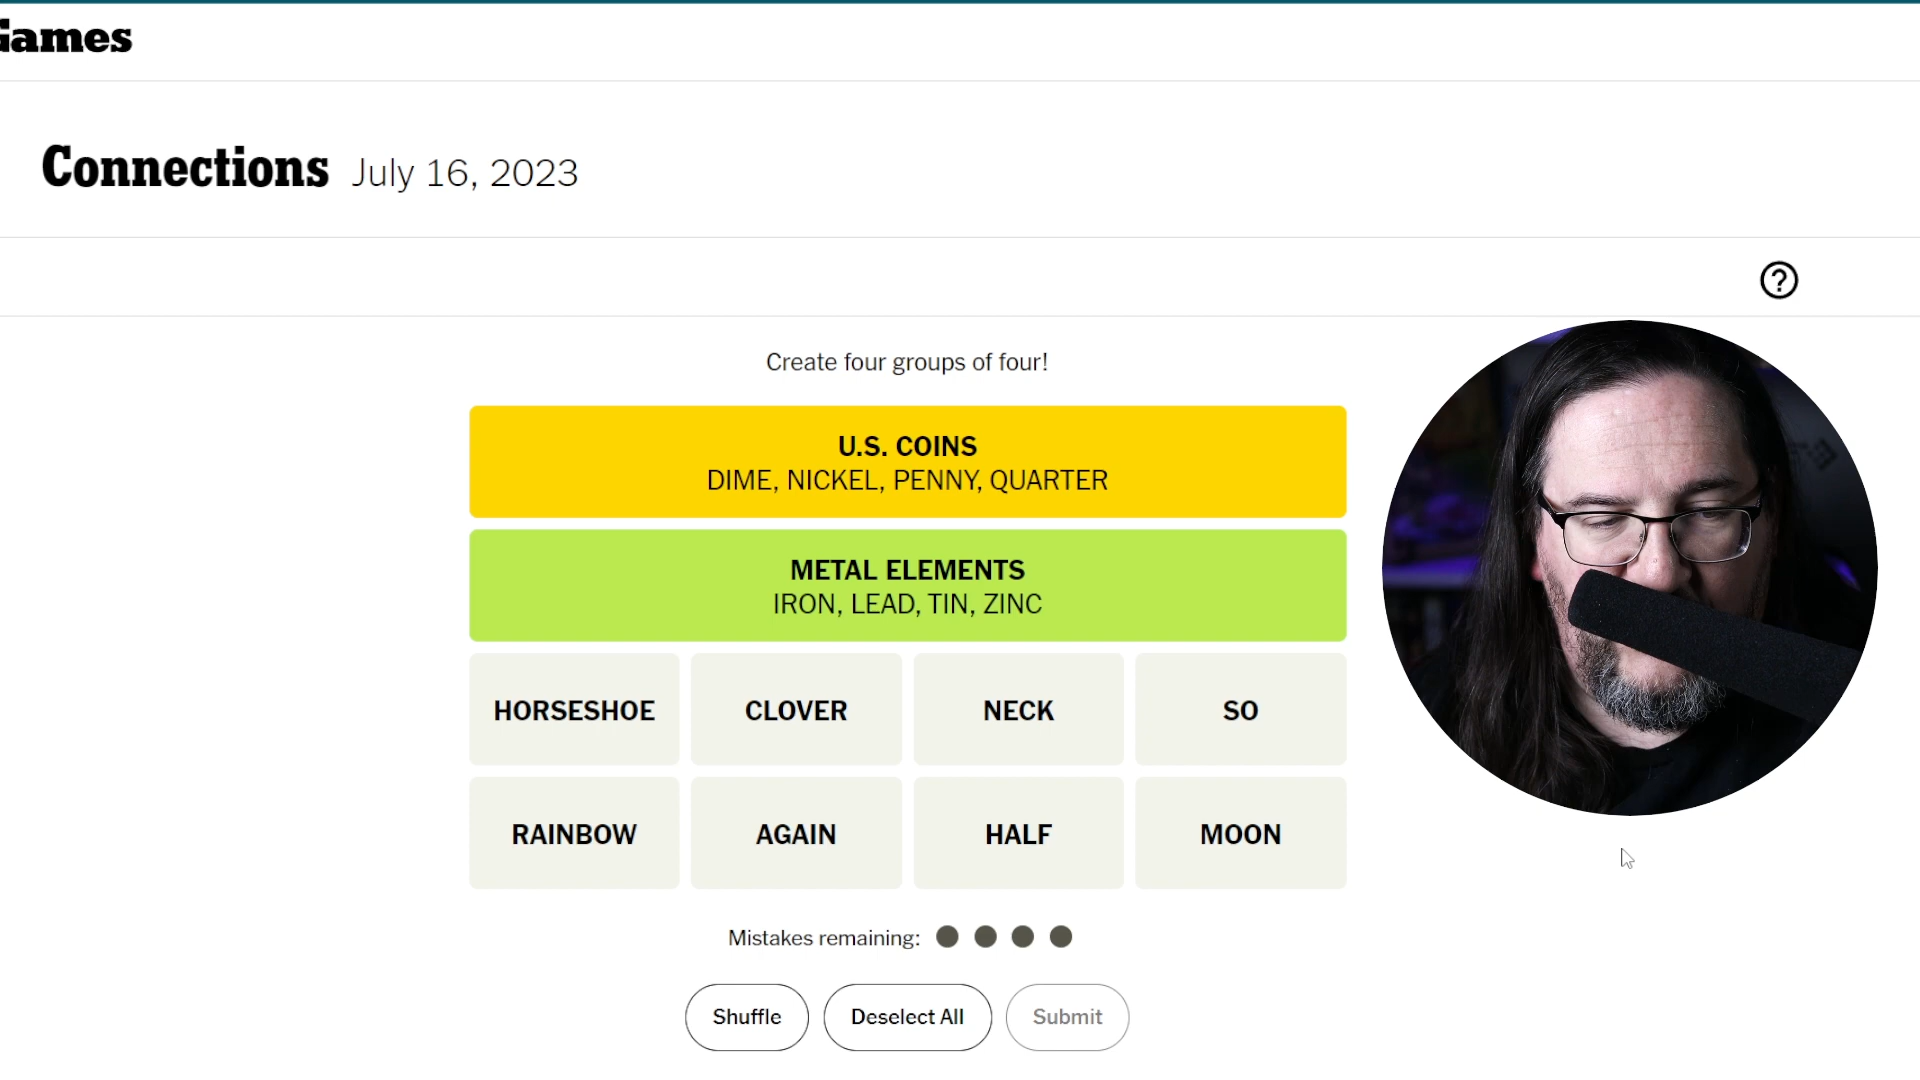 Games
Connections July 16, 2023
Create four groups of four!
U.S. COINS
DIME, NICKEL, PENNY, QUARTER
METAL ELEMENTS
IRON, LEAD, TIN, ZINC
HORSESHOE CLOVER NECK SO
RAINBOW AGAIN HALF MOON
Mistakes remaining:
Shuffle Deselect All Submit